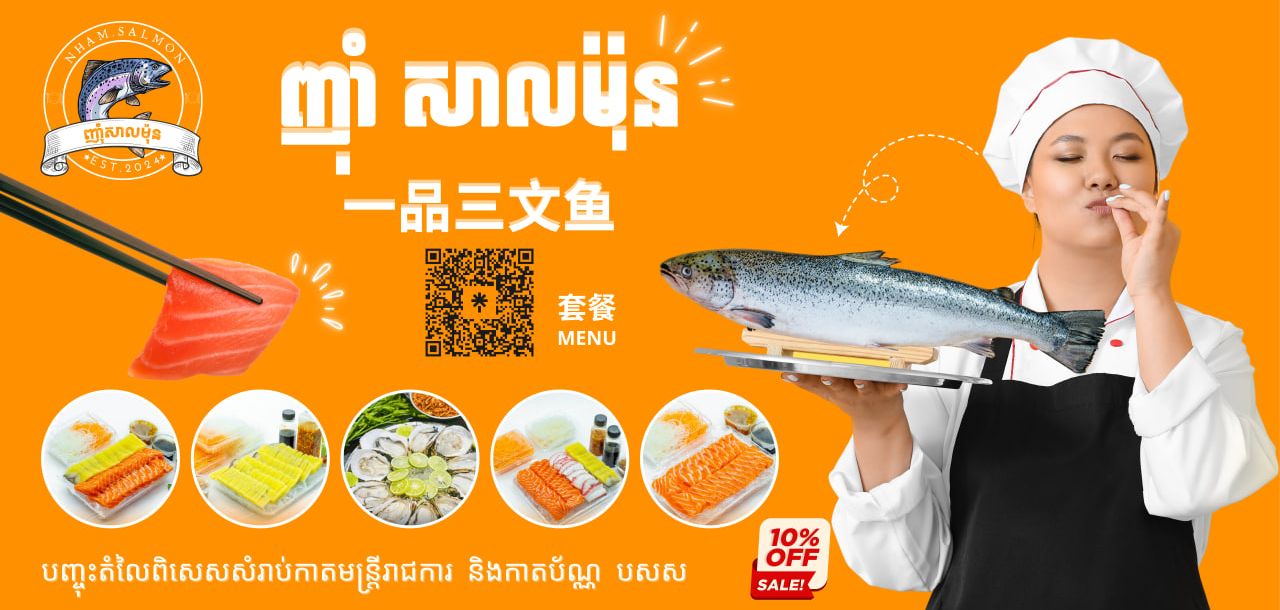 NHAM.SALMON
ញ៉ាំសាលម៉ុន
EST.2024
ញ៉ាំ សាលម៉ុន
一品三文鱼
套餐
MENU
បញ្ចុះតំលៃពិសេសសំរាប់កាតមន្ត្រីរាជការ និងកាតប័ណ្ណ បសស
10%
OFF
SALE!